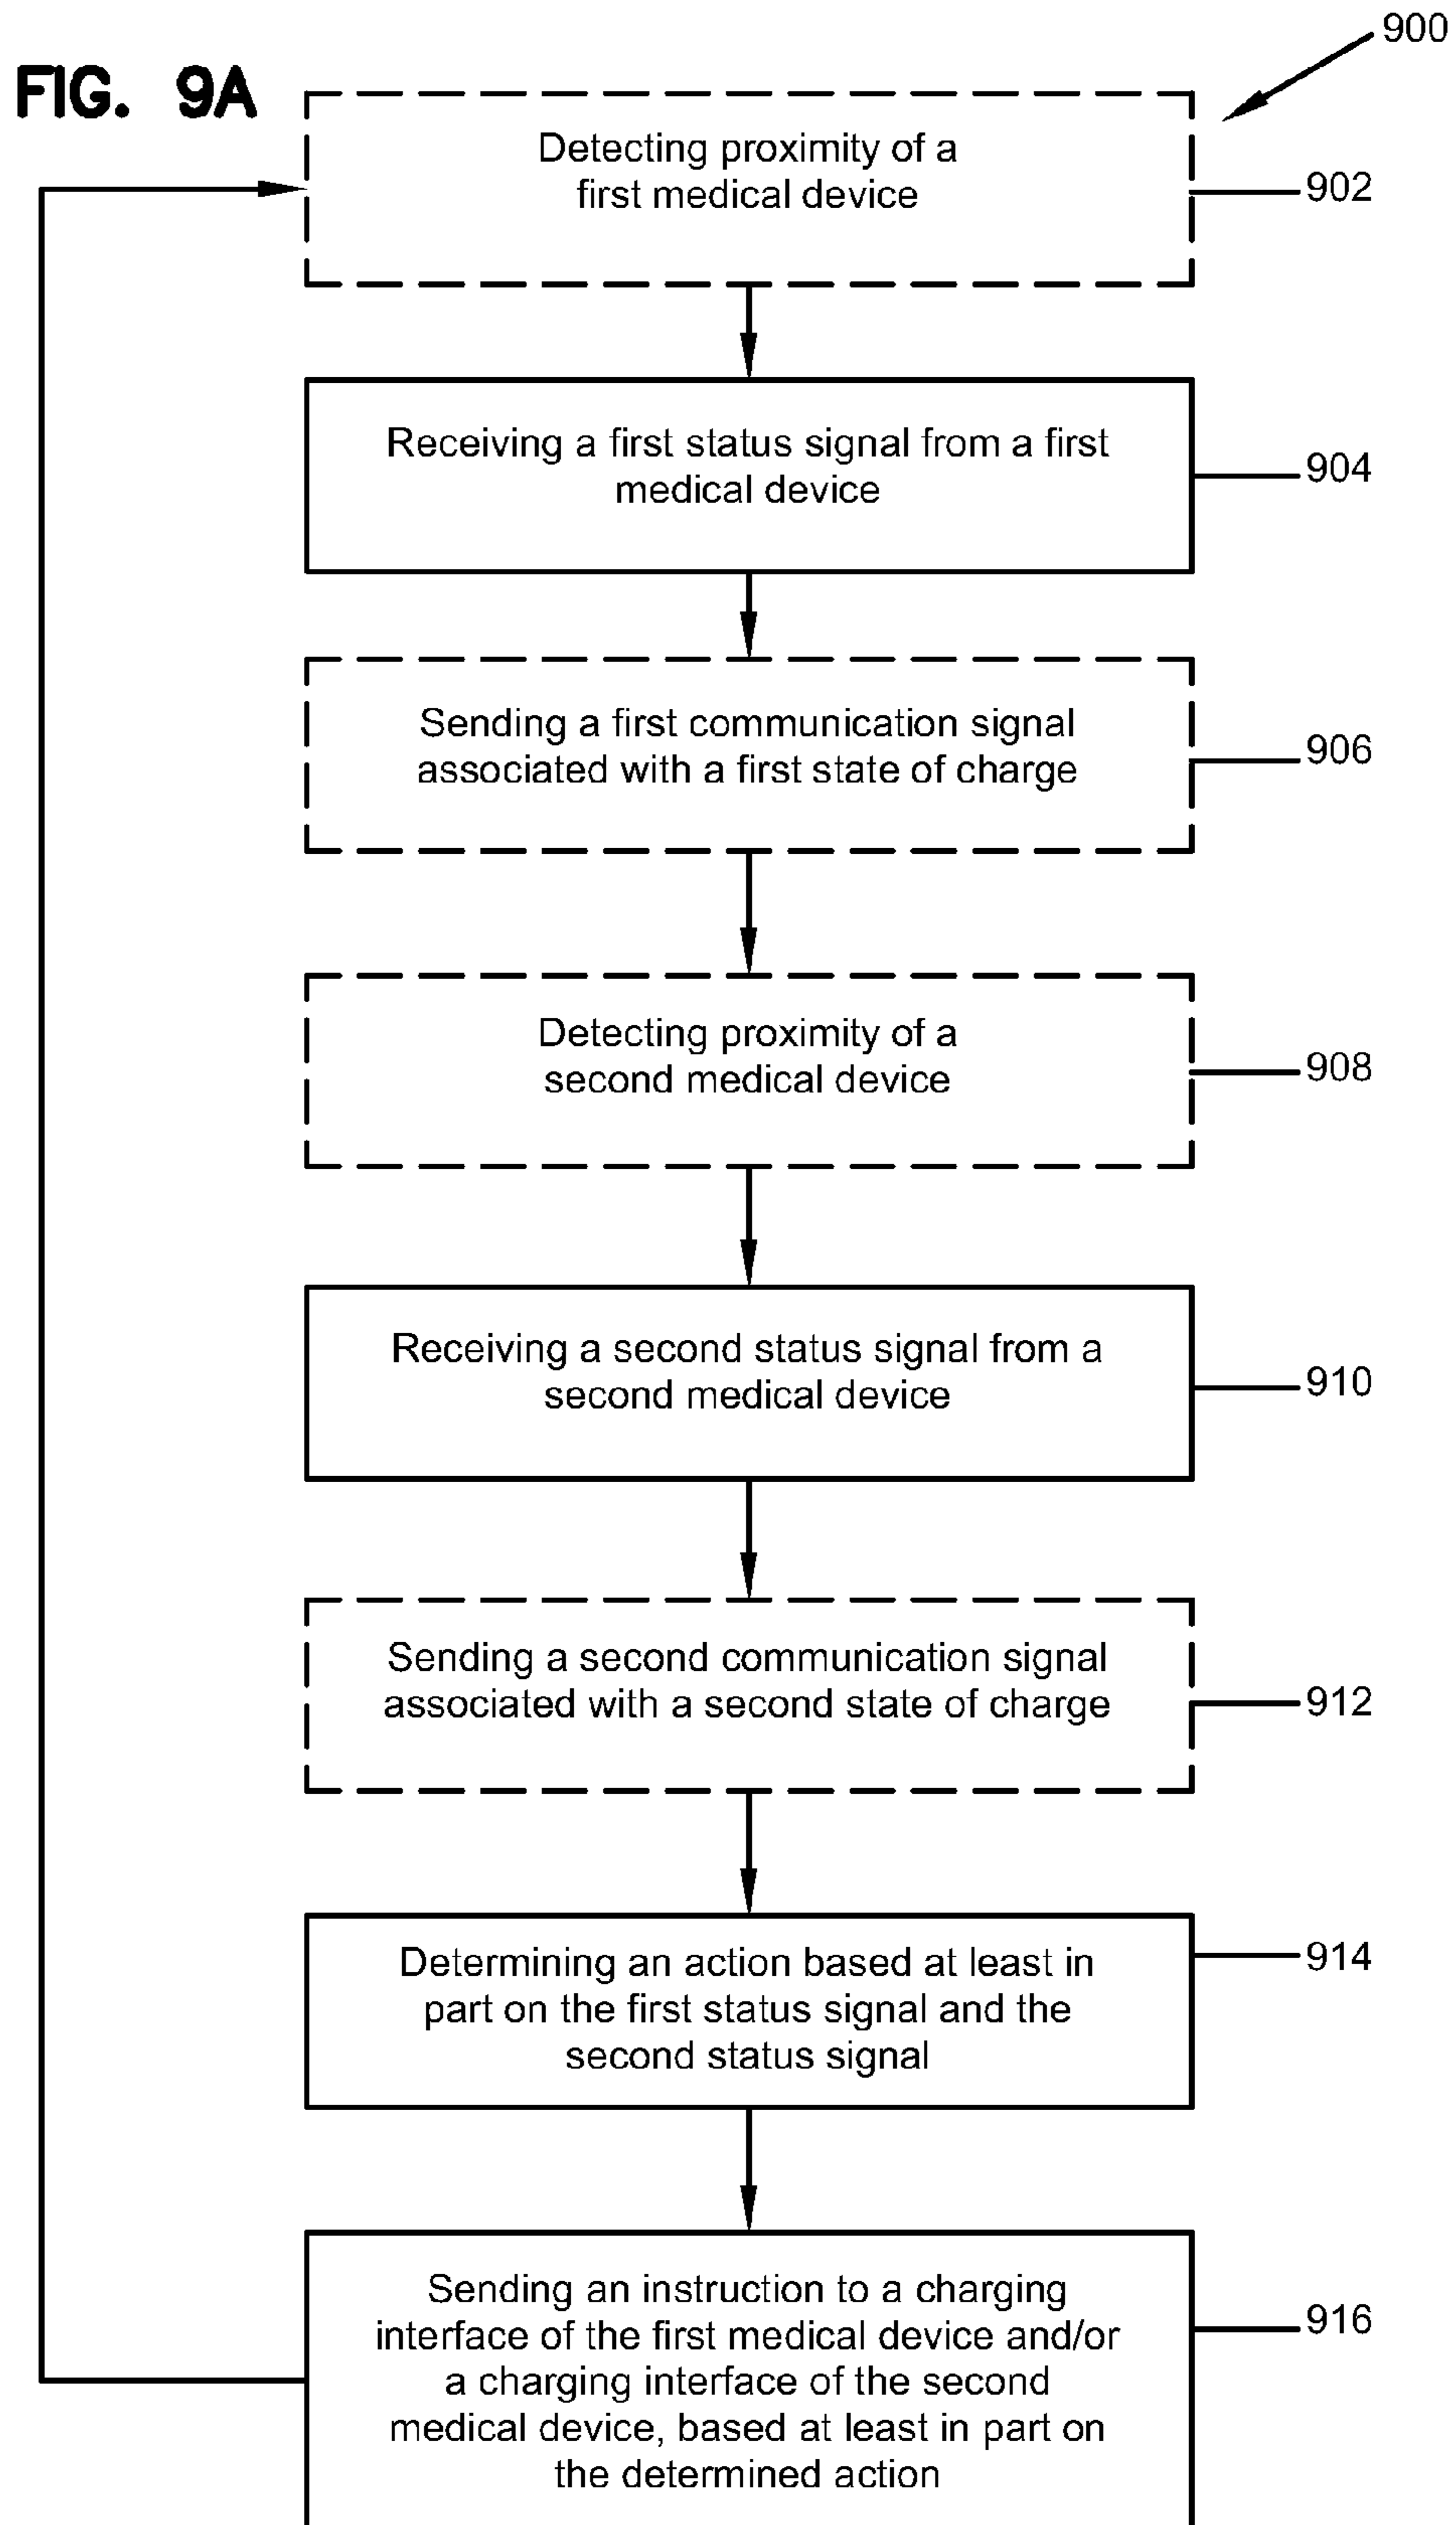 900
FIG. 9A
Detecting proximity of a
first medical device
902
Receiving a first status signal from a first
medical device
904
Sending a first communication signal
associated with a first state of charge
906
Detecting proximity of a
second medical device
908
Receiving a second status signal from a
second medical device
910
Sending a second communication signal
associated with a second state of charge
912
Determining an action based at least in
part on the first status signal and the
second status signal
914
Sending an instruction to a charging
interface of the first medical device and/or
a charging interface of the second
medical device, based at least in part on
the determined action
916